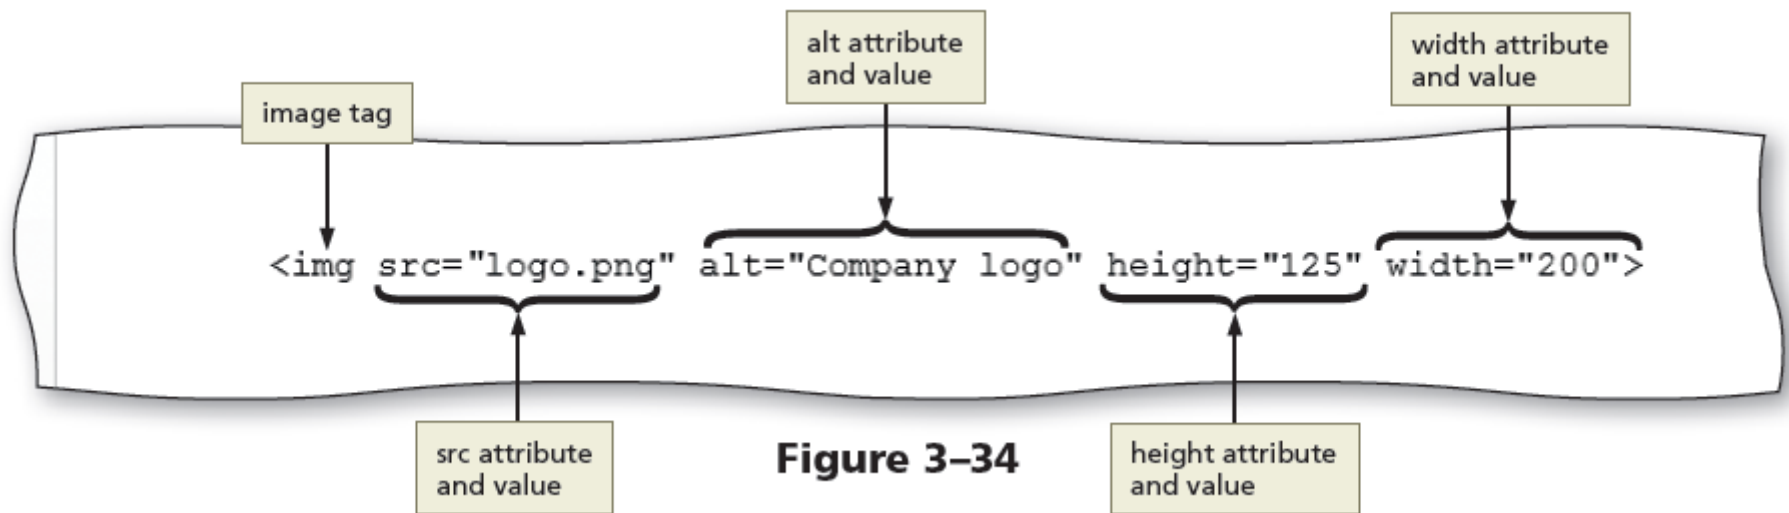 alt attribute
and value
width attribute
and value
image tag
<img src="logo.png" alt="Company logo" height="125" width="200">
src attribute
and value
Figure 3–34
height attribute
and value